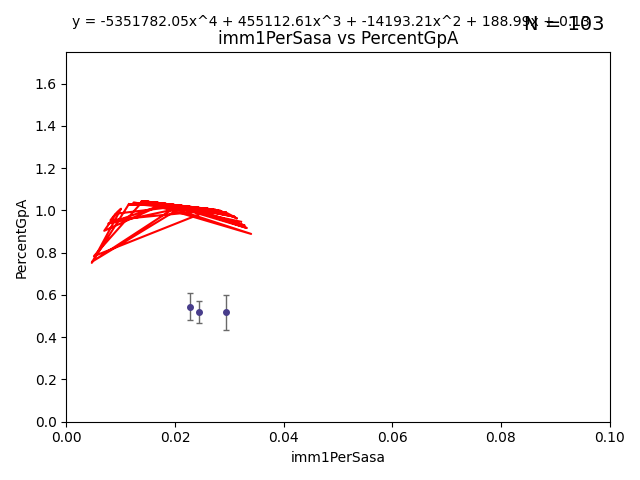 y = -5351782.05x^4 + 455112.61x^3 + -14193.21x^2 + 188.99x + 0.13
N = 103
imm1PerSasa vs PercentGpA
1.6
1.4
1.2
1.0
0.8
0.6
0.4
0.2
0.0
PercentGpA
0.00 0.02 0.04 0.06 0.08 0.10
imm1PerSasa